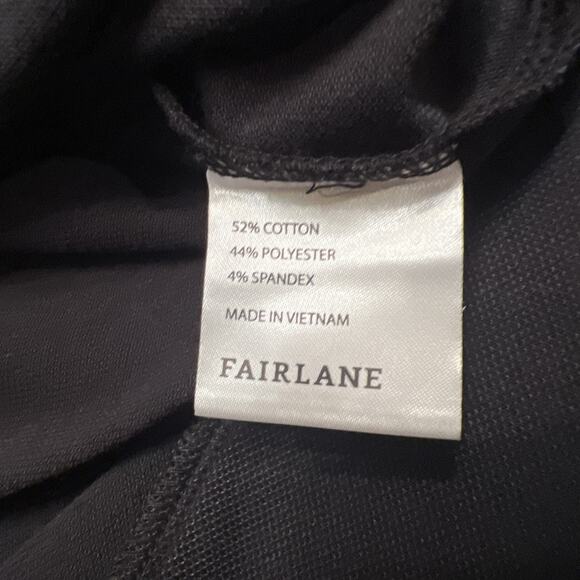 52% COTTON
44% POLYESTER
4% SPANDEX
MADE IN VIETNAM
FAIRLANE